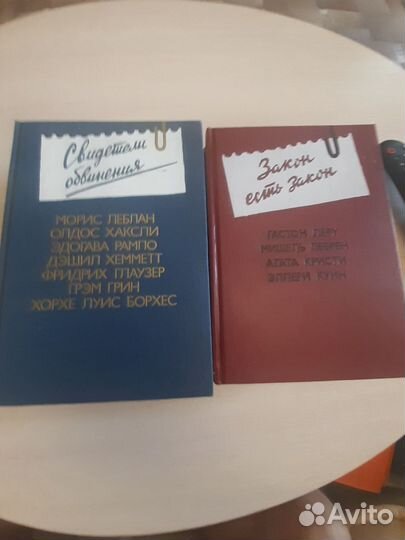 Свидетели
обвинения
МОРИС ЛЕБЛАН
ОЛДОС ХАКСЛИ
ЭДОГАВА РАМПО
ДЭШИЛ ХЕММЕТТ
ФРИДРИХ ГЛАУЗЕР
ГРЭМ ГРИН
ХОРХЕ ЛУИС БОРХЕС
Закон
есть закон
ГАСТОН ЛЕРУ
МИШЕЛЬ ЛЕБРЕН
АГАТА КРИСТИ
ЭЛЛЕРИ КУИН
Avito